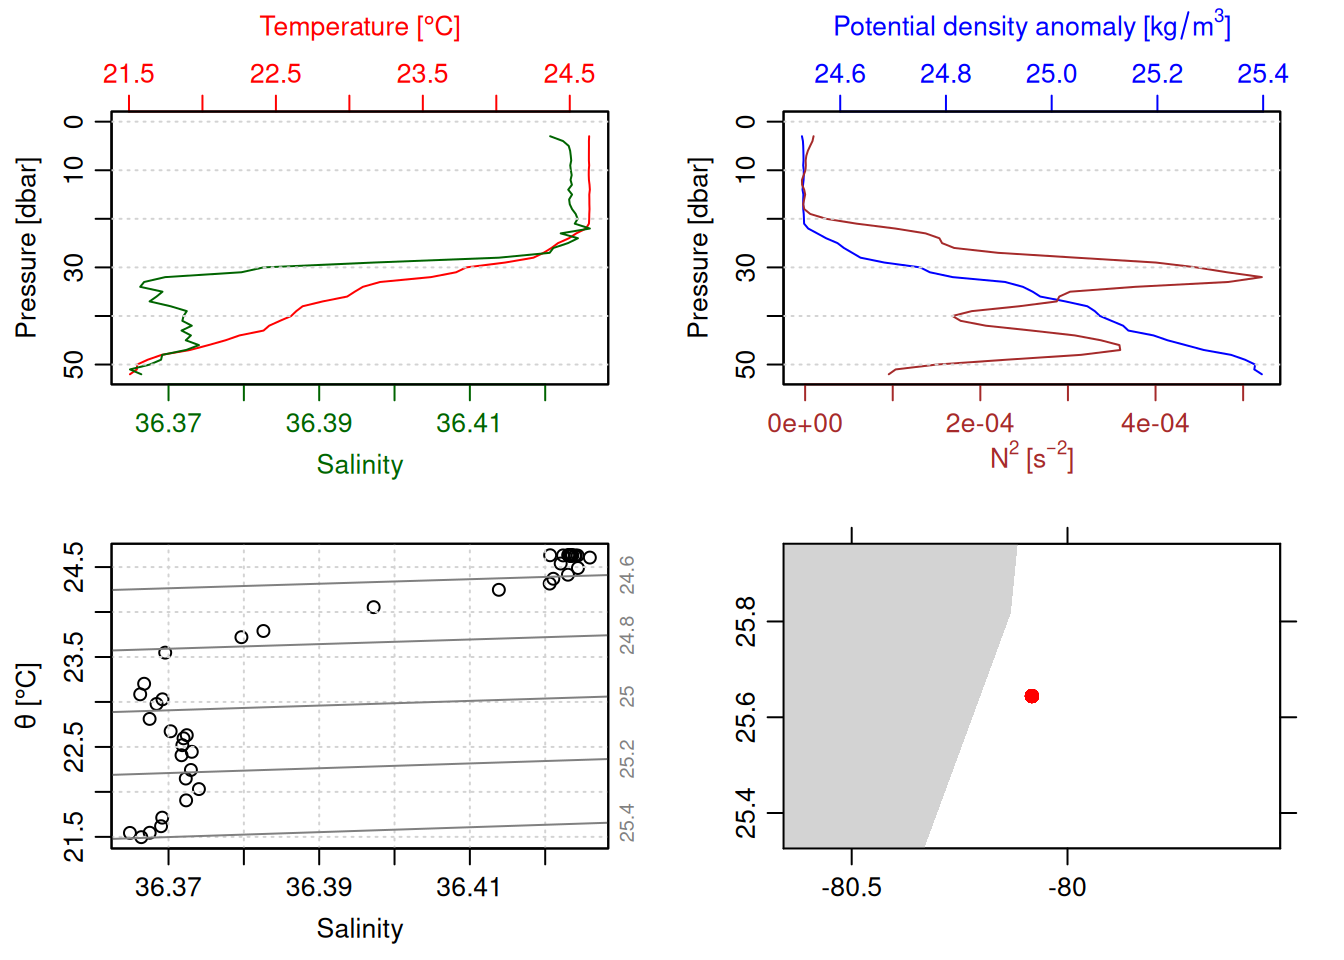 Temperature [°C]
21.5 22.5 23.5 24.5
Pressure [dbar]
0 10 30 50
36.37 36.39 36.41
Salinity
Potential density anomaly [kg/m³]
24.6 24.8 25.0 25.2 25.4
Pressure [dbar]
0 10 30 50
0e+00 2e-04 4e-04
N² [s⁻²]
θ [°C]
24.5 23.5 22.5 21.5
24.6 24.8 25 25.2 25.4
36.37 36.39 36.41
Salinity
25.8 25.6 25.4
-80.5 -80